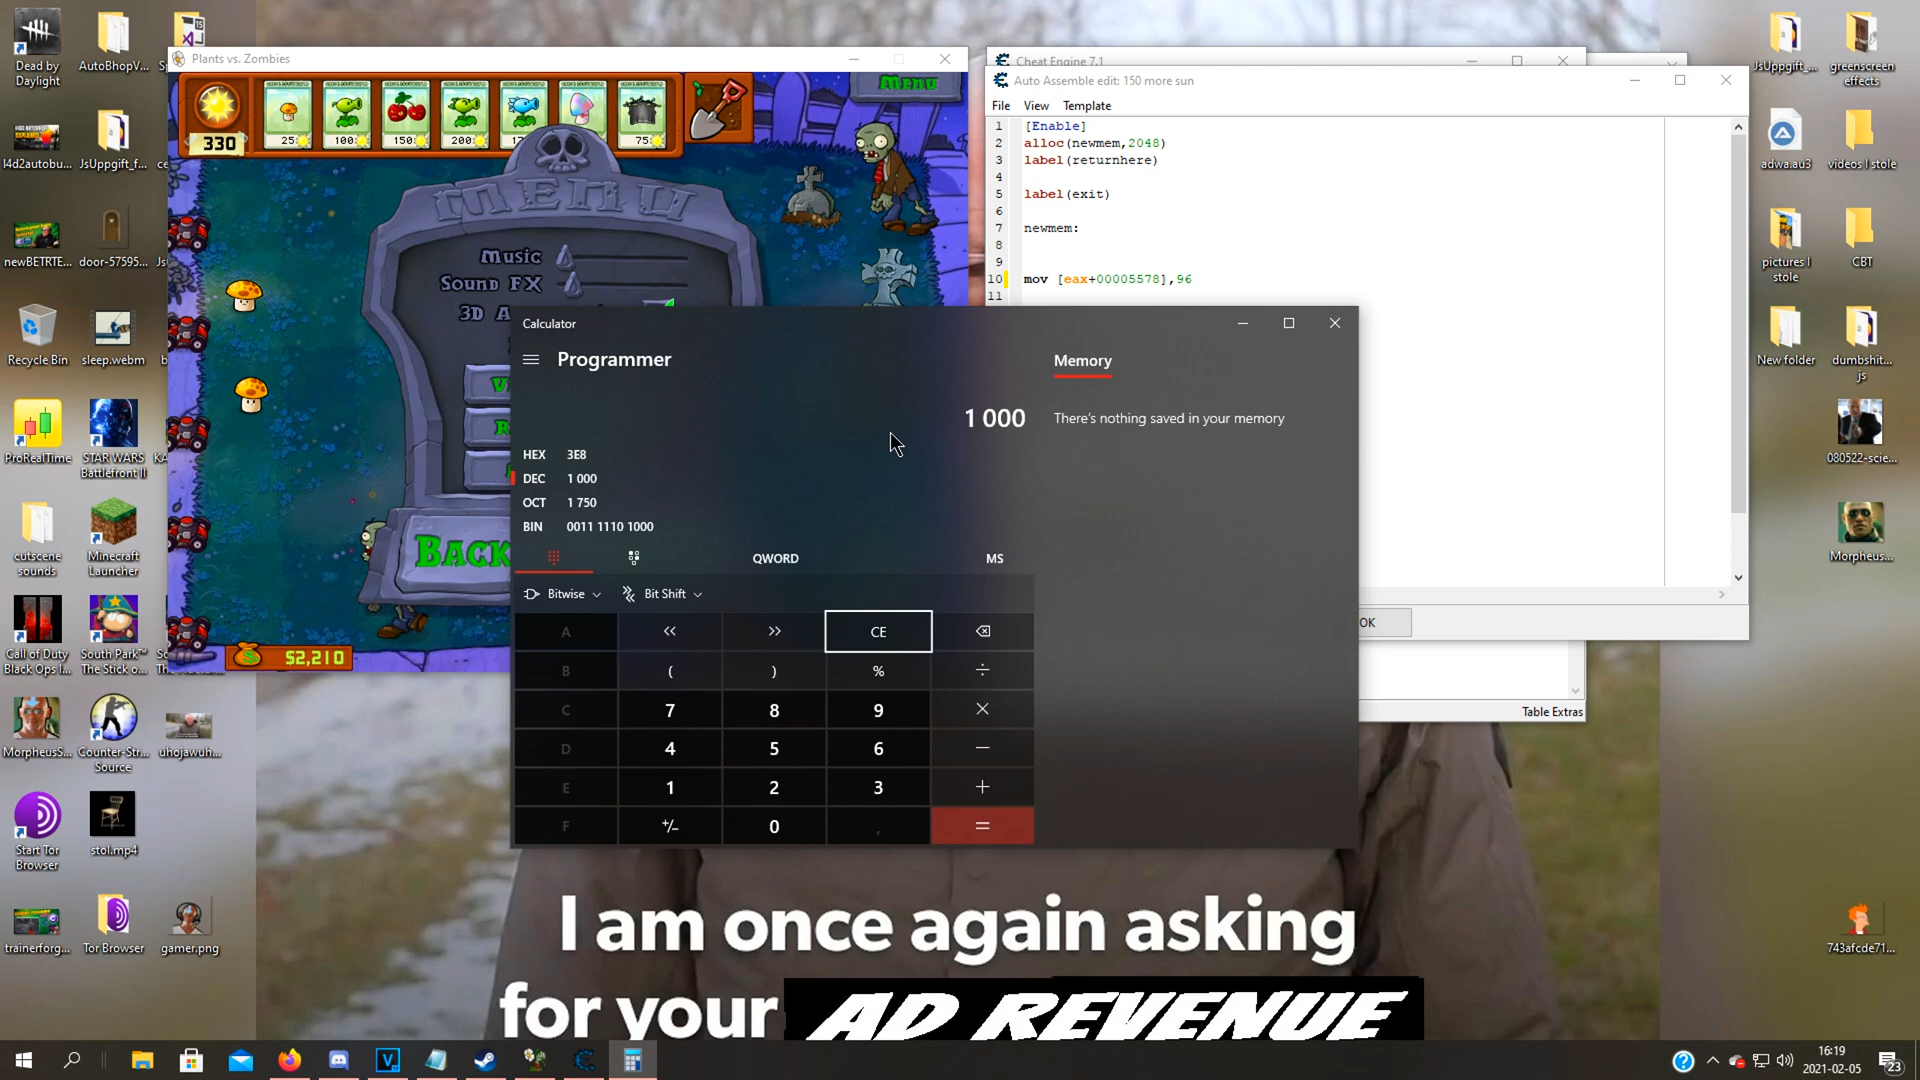 Dead by
Daylight
AutoBhopV...
Plants vs. Zombies
330
25
100
150
200
75
Menu
MENU
Music
Sound FX
BACK
$2,210
Cheat Engine 7.1
Auto Assemble edit: 150 more sun
File View Template
1 [Enable]
2 alloc(newmem,2048)
3 label(returnhere)
4
5 label(exit)
6
7 newmem:
8
9
10 mov [eax+00005578],96
11
OK
Table Extras
Calculator
Programmer
1 000
HEX 3E8
DEC 1 000
OCT 1 750
BIN 0011 1110 1000
QWORD MS
Bitwise Bit Shift
A << >> CE
B ( ) % ÷
C 7 8 9 ×
D 4 5 6 −
E 1 2 3 +
F +/− 0 , =
Memory
There's nothing saved in your memory
l4d2autobu...
JsUppgift_f...
newBETRTE...
door-57595...
Recycle Bin
sleep.webm
ProRealTime
STAR WARS
Battlefront II
cutscene
sounds
Minecraft
Launcher
Call of Duty
Black Ops I...
South Park™
The Stick o...
MorpheusS...
Counter-Str...
Source
uhojawuh...
Start Tor
Browser
stol.mp4
trainerforg...
Tor Browser
gamer.png
JsUppgift_...
greenscreen
effects
adwa.au3
videos I stole
pictures I
stole
CBT
New folder
dumbshit...
js
080522-scie...
Morpheus...
743afcde71...
I am once again asking
for your AD REVENUE
16:19
2021-02-05
23